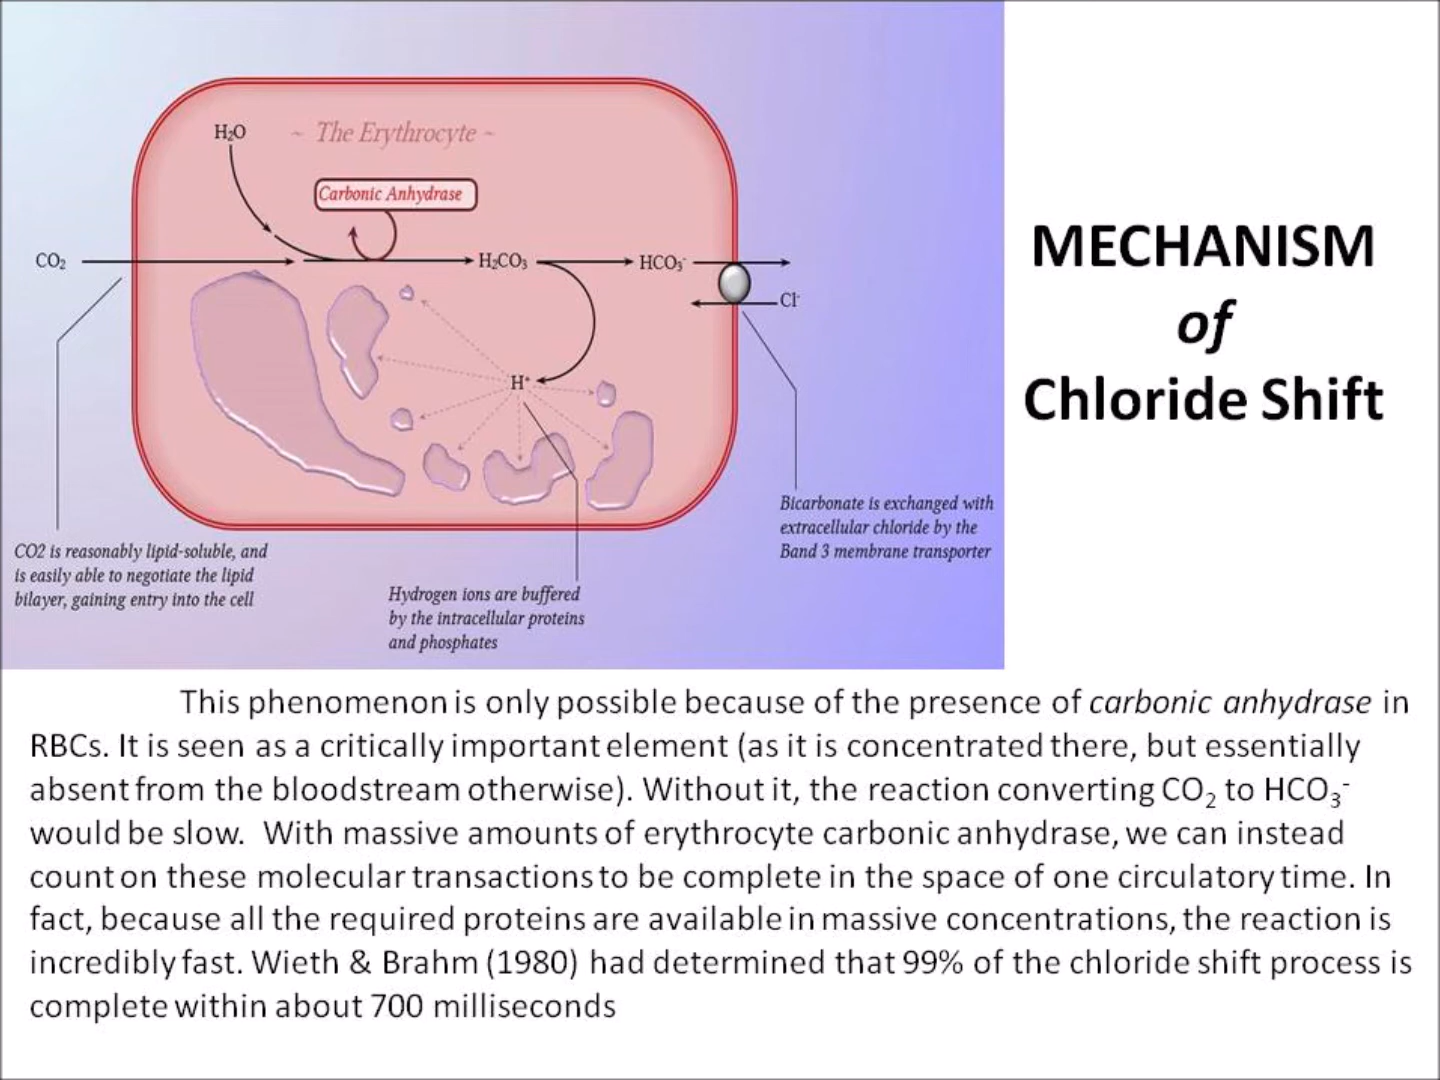 H₂O
~ The Erythrocyte ~
Carbonic Anhydrase
CO₂
H₂CO₃
HCO₃⁻
Cl⁻
H⁺
CO2 is reasonably lipid-soluble, and
is easily able to negotiate the lipid
bilayer, gaining entry into the cell
Hydrogen ions are buffered
by the intracellular proteins
and phosphates
Bicarbonate is exchanged with
extracellular chloride by the
Band 3 membrane transporter
MECHANISM
of
Chloride Shift
This phenomenon is only possible because of the presence of carbonic anhydrase in
RBCs. It is seen as a critically important element (as it is concentrated there, but essentially
absent from the bloodstream otherwise). Without it, the reaction converting CO₂ to HCO₃⁻
would be slow. With massive amounts of erythrocyte carbonic anhydrase, we can instead
count on these molecular transactions to be complete in the space of one circulatory time. In
fact, because all the required proteins are available in massive concentrations, the reaction is
incredibly fast. Wieth & Brahm (1980) had determined that 99% of the chloride shift process is
complete within about 700 milliseconds